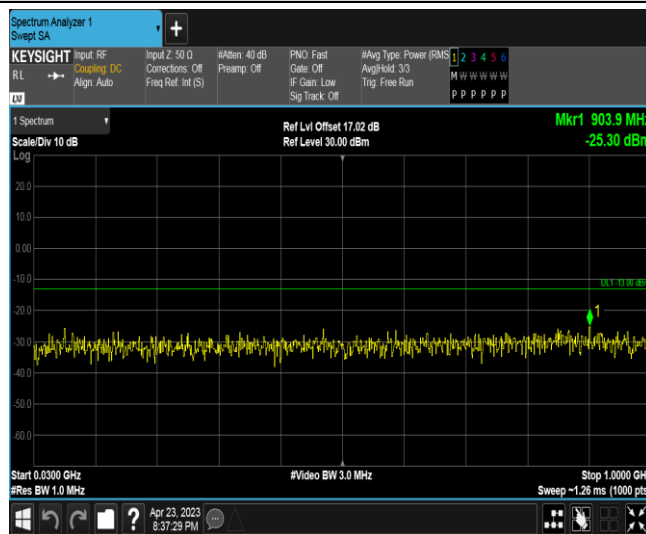 Spectrum Analyzer 1
Swept SA
+
KEYSIGHT
RL
LXI
Input: RF
Coupling: DC
Align: Auto
Input Z: 50 Ω
Corrections: Off
Freq Ref: Int (S)
#Atten: 40 dB
Preamp: Off
PNO: Fast
Gate: Off
IF Gain: Low
Sig Track: Off
#Avg Type: Power (RMS
Avg|Hold: 3/3
Trig: Free Run
1 2 3 4 5 6
M W W W W W
P P P P P P
1 Spectrum
Scale/Div 10 dB
Ref Lvl Offset 17.02 dB
Ref Level 30.00 dBm
Mkr1 903.9 MHz
-25.30 dBm
Log
20.0
10.0
0.00
-10.0
DL1 -13.00 dBm
-20.0
1
-30.0
-40.0
-50.0
-60.0
Start 0.0300 GHz
#Res BW 1.0 MHz
#Video BW 3.0 MHz
Stop 1.0000 GH
Sweep ~1.26 ms (1000 pts
?
Apr 23, 2023
8:37:29 PM